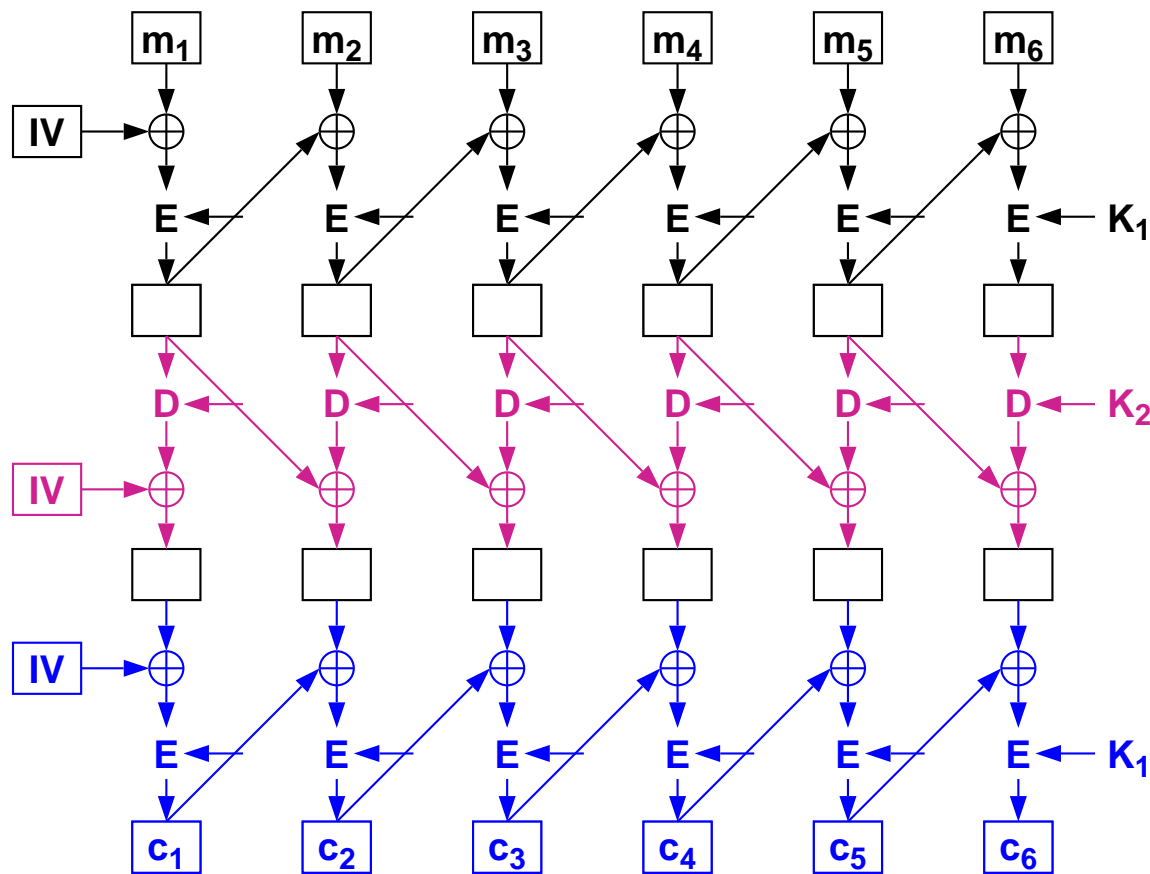 m₁ m₂ m₃ m₄ m₅ m₆
IV
E E E E E E K₁
D D D D D D K₂
IV
IV
E E E E E E K₁
c₁ c₂ c₃ c₄ c₅ c₆